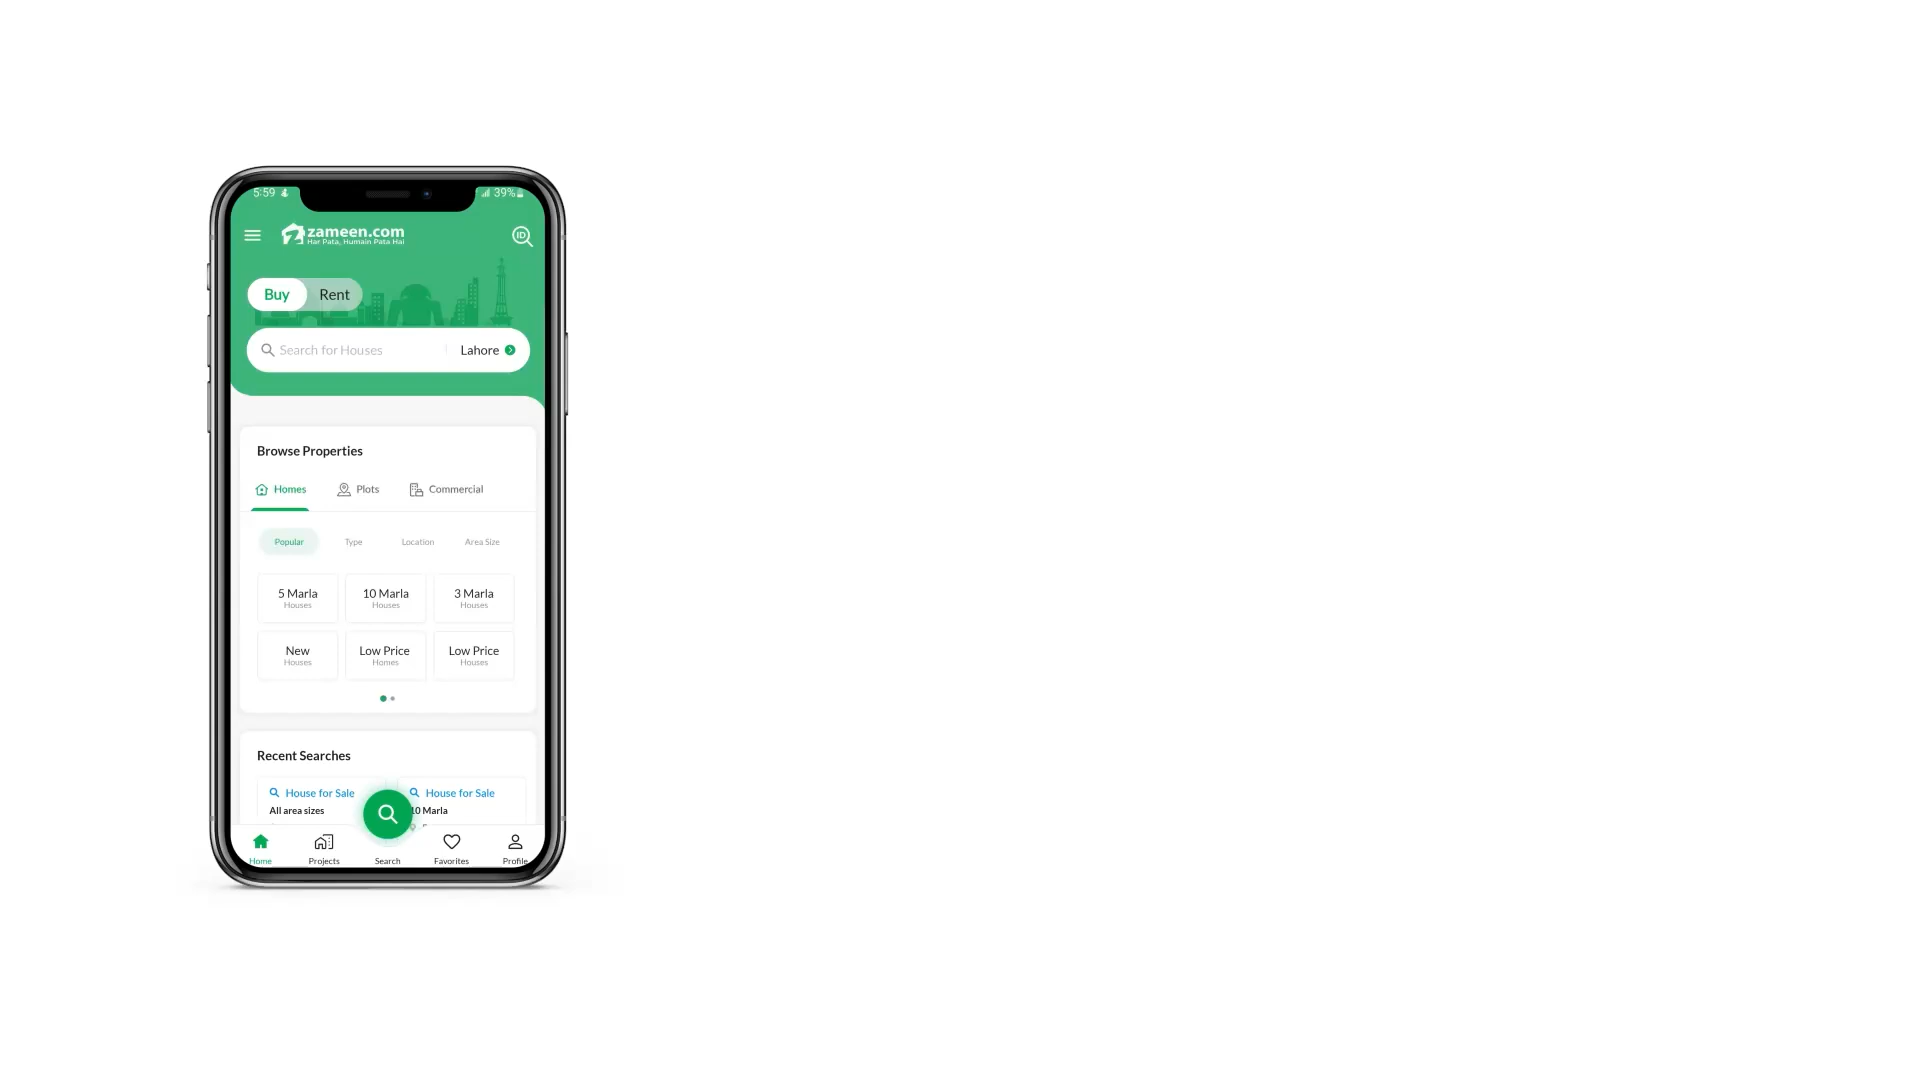 5:59
39%
zameen.com
Har Pata, Humain Pata Hai
ID
Buy Rent
Search for Houses Lahore
Browse Properties
Homes Plots Commercial
Popular Type Location Area Size
5 Marla 10 Marla 3 Marla
Houses Houses Houses
New Low Price Low Price
Houses Homes Houses
Recent Searches
House for Sale House for Sale
All area sizes 10 Marla
Home Projects Search Favorites Profile